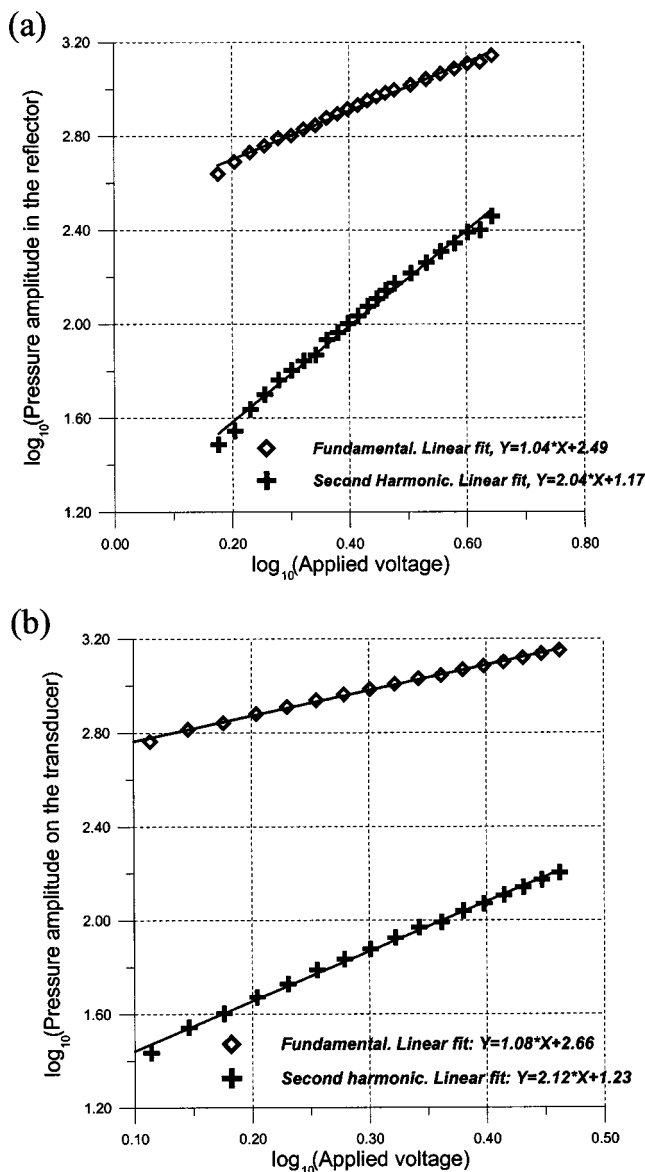 (a)
3.20
2.80
2.40
2.00
1.60
1.20
log10(Pressure amplitude in the reflector)
Fundamental. Linear fit, Y=1.04*X+2.49
Second Harmonic. Linear fit, Y=2.04*X+1.17
0.00 0.20 0.40 0.60 0.80
log10(Applied voltage)
(b)
3.20
2.80
2.40
2.00
1.60
1.20
log10(Pressure amplitude on the transducer)
Fundamental. Linear fit: Y=1.08*X+2.66
Second harmonic. Linear fit: Y=2.12*X+1.23
0.10 0.20 0.30 0.40 0.50
log10(Applied voltage)